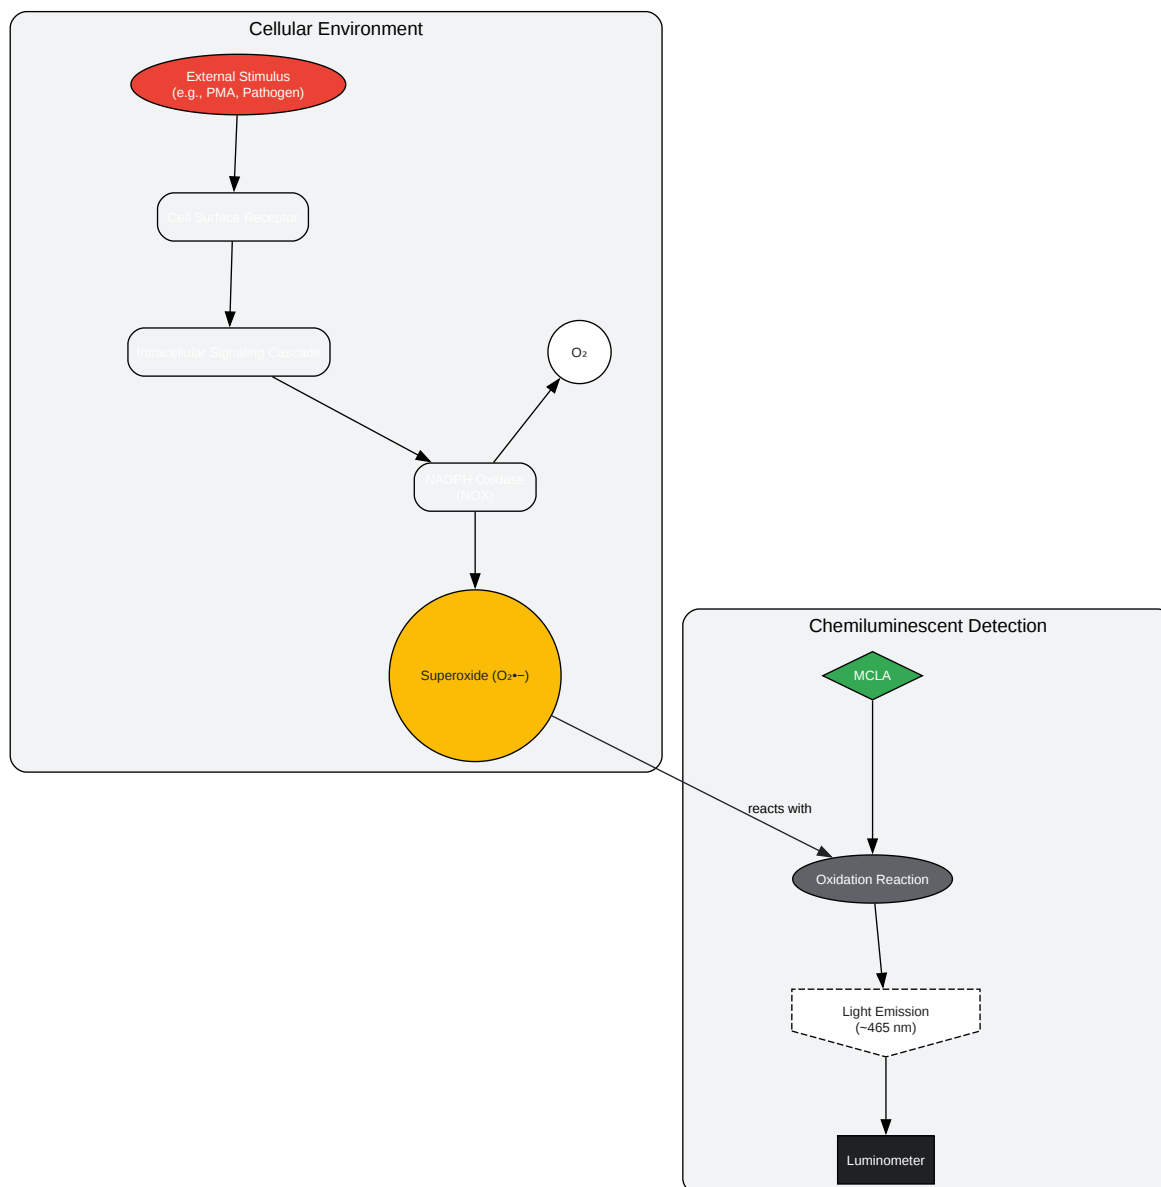 Cellular Environment
External Stimulus
(e.g., PMA, Pathogen)
Cell Surface Receptor
Intracellular Signaling Cascade
O₂
NADPH Oxidase
(NOX)
Superoxide (O₂•−)
Chemiluminescent Detection
MCLA
reacts with
Oxidation Reaction
Light Emission
(~465 nm)
Luminometer